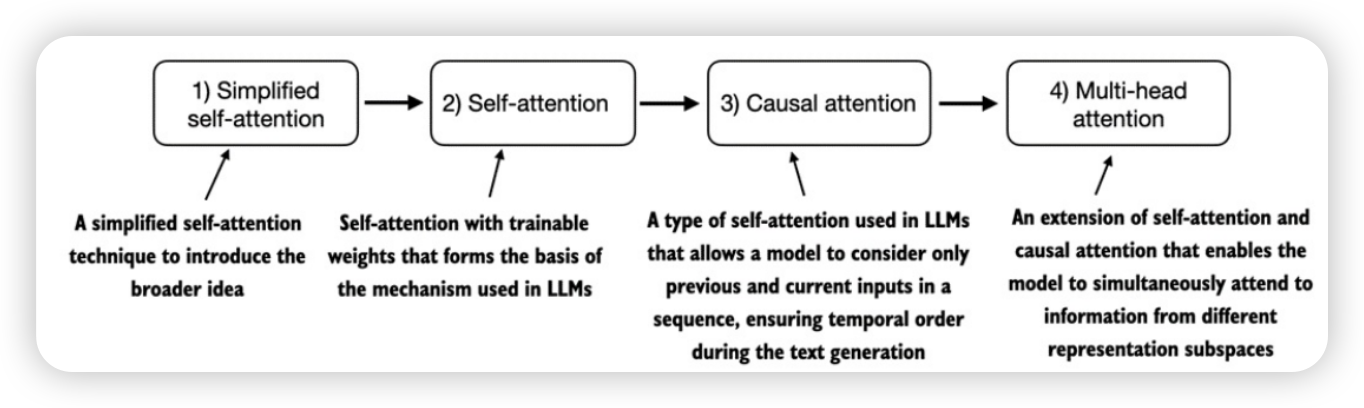 1) Simplified
self-attention
2) Self-attention
3) Causal attention
4) Multi-head
attention
A simplified self-attention
technique to introduce the
broader idea
Self-attention with trainable
weights that forms the basis of
the mechanism used in LLMs
A type of self-attention used in LLMs
that allows a model to consider only
previous and current inputs in a
sequence, ensuring temporal order
during the text generation
An extension of self-attention and
causal attention that enables the
model to simultaneously attend to
information from different
representation subspaces